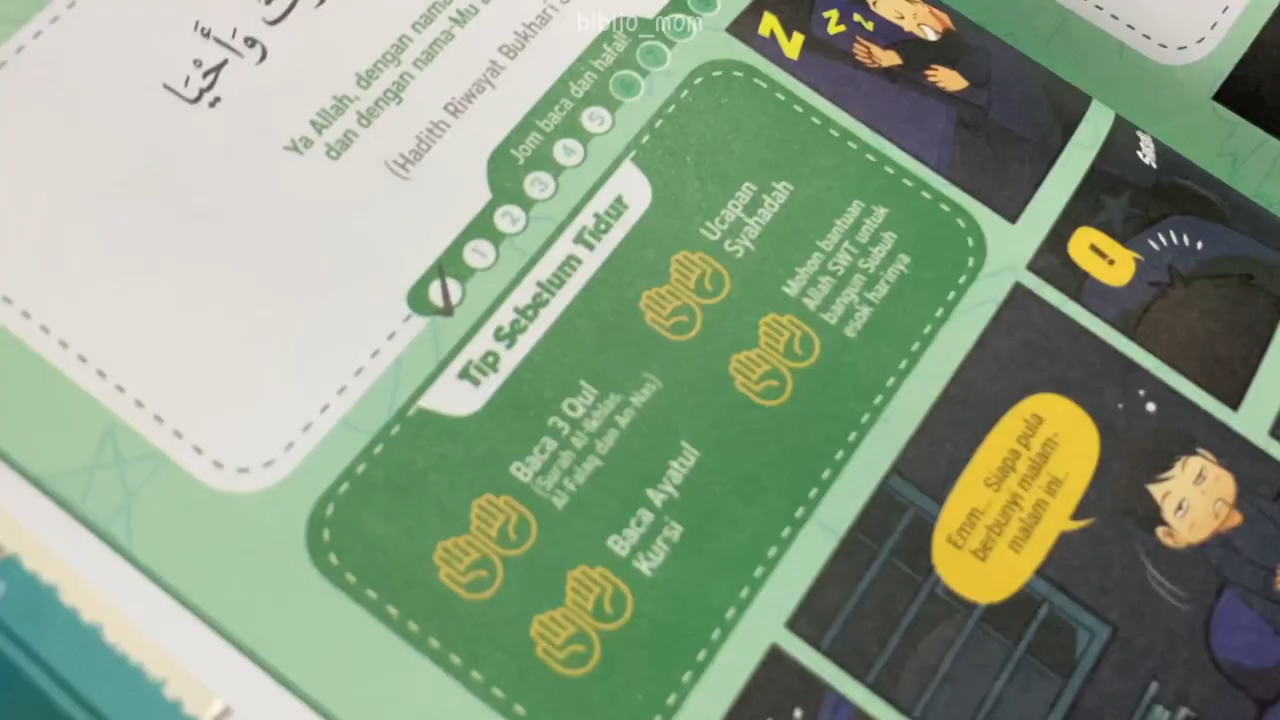 biblio_mom
وَأَحْيَا
Ya Allah, dengan nama
dan dengan nama-Mu
(Hadith Riwayat Bukhari
Jom baca dan hafal!
1 2 3 4 5
Tip Sebelum Tidur
Baca 3 Qul
(Surah Al-Ikhlas,
Al-Falaq dan An-Nas)
Baca Ayatul
Kursi
Ucapan
Syahadah
Mohon bantuan
Allah SWT untuk
bangun Subuh
esok harinya
Z Z Z
!
Emm... Siapa pula
berbunyi malam-
malam ini...